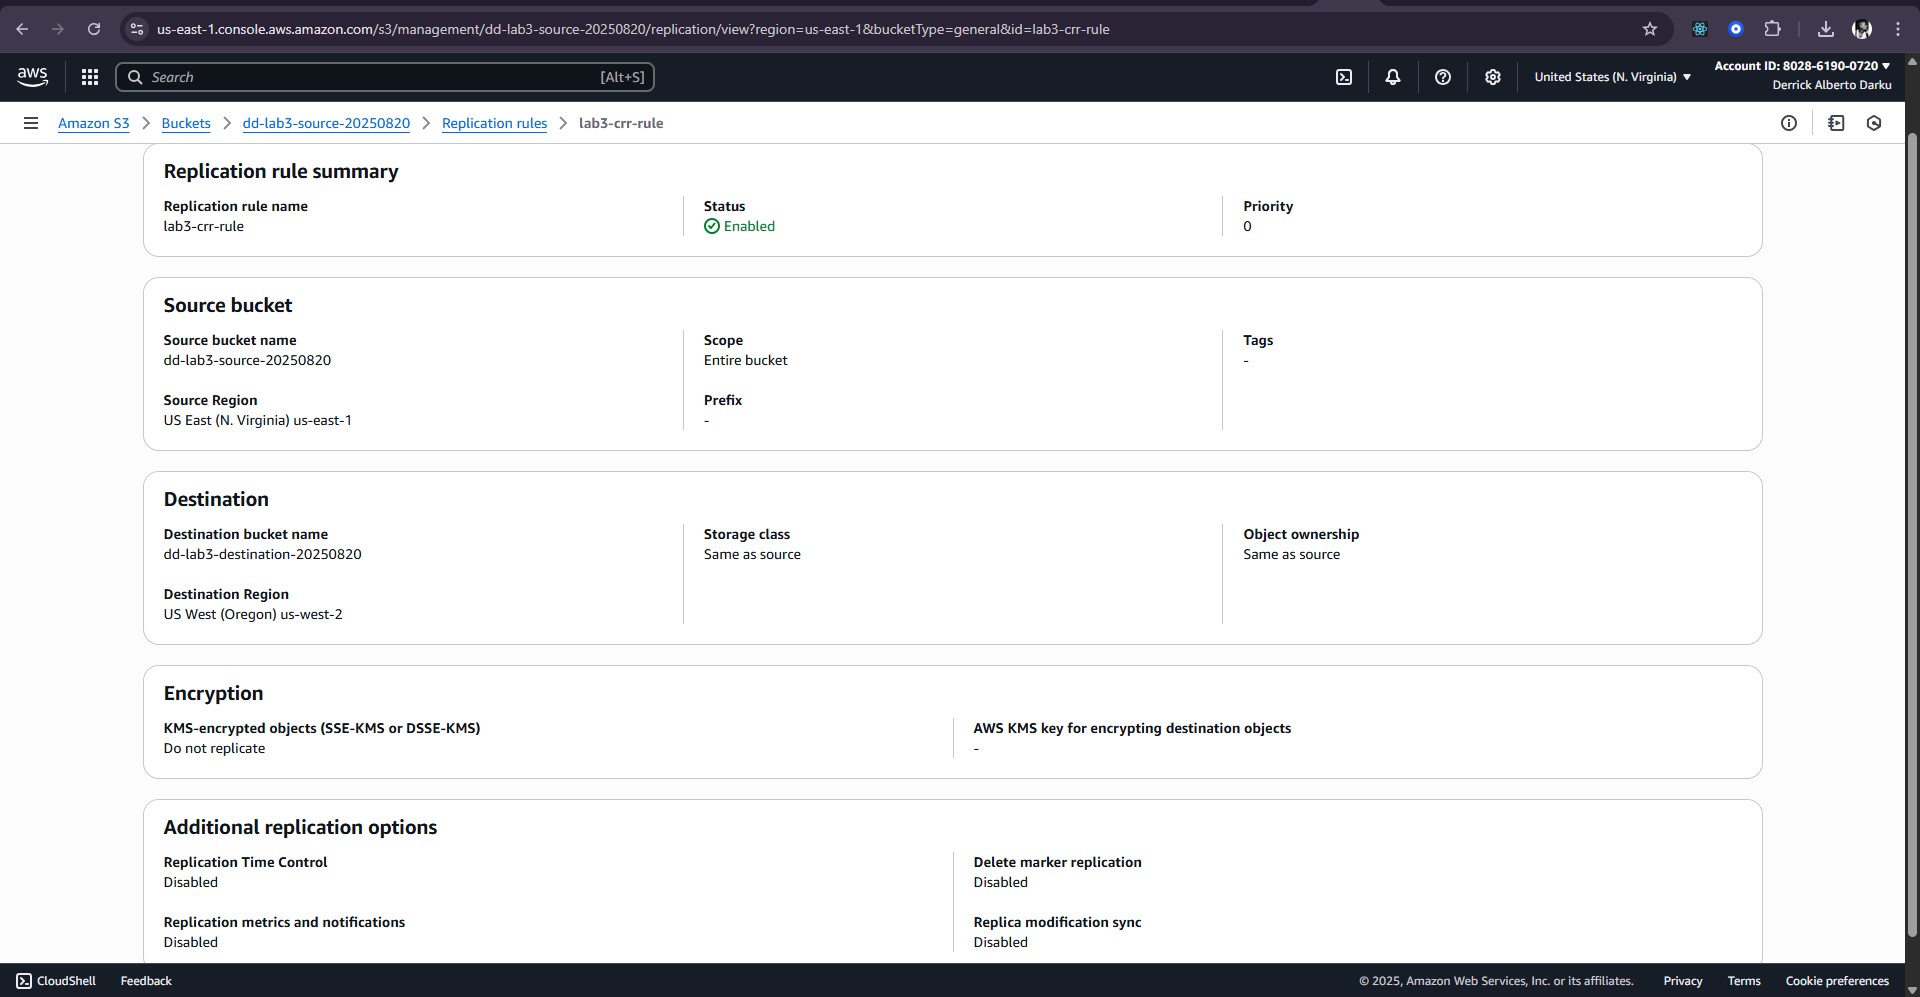 us-east-1.console.aws.amazon.com/s3/management/dd-lab3-source-20250820/replication/view?region=us-east-1&bucketType=general&id=lab3-crr-rule
aws
Search
[Alt+S]
United States (N. Virginia)
Account ID: 8028-6190-0720
Derrick Alberto Darku
Amazon S3
Buckets
dd-lab3-source-20250820
Replication rules
lab3-crr-rule
Replication rule summary
Replication rule name
lab3-crr-rule
Status
Enabled
Priority
0
Source bucket
Source bucket name
dd-lab3-source-20250820
Source Region
US East (N. Virginia) us-east-1
Scope
Entire bucket
Prefix
-
Tags
-
Destination
Destination bucket name
dd-lab3-destination-20250820
Destination Region
US West (Oregon) us-west-2
Storage class
Same as source
Object ownership
Same as source
Encryption
KMS-encrypted objects (SSE-KMS or DSSE-KMS)
Do not replicate
AWS KMS key for encrypting destination objects
-
Additional replication options
Replication Time Control
Disabled
Replication metrics and notifications
Disabled
Delete marker replication
Disabled
Replica modification sync
Disabled
CloudShell
Feedback
© 2025, Amazon Web Services, Inc. or its affiliates.
Privacy
Terms
Cookie preferences